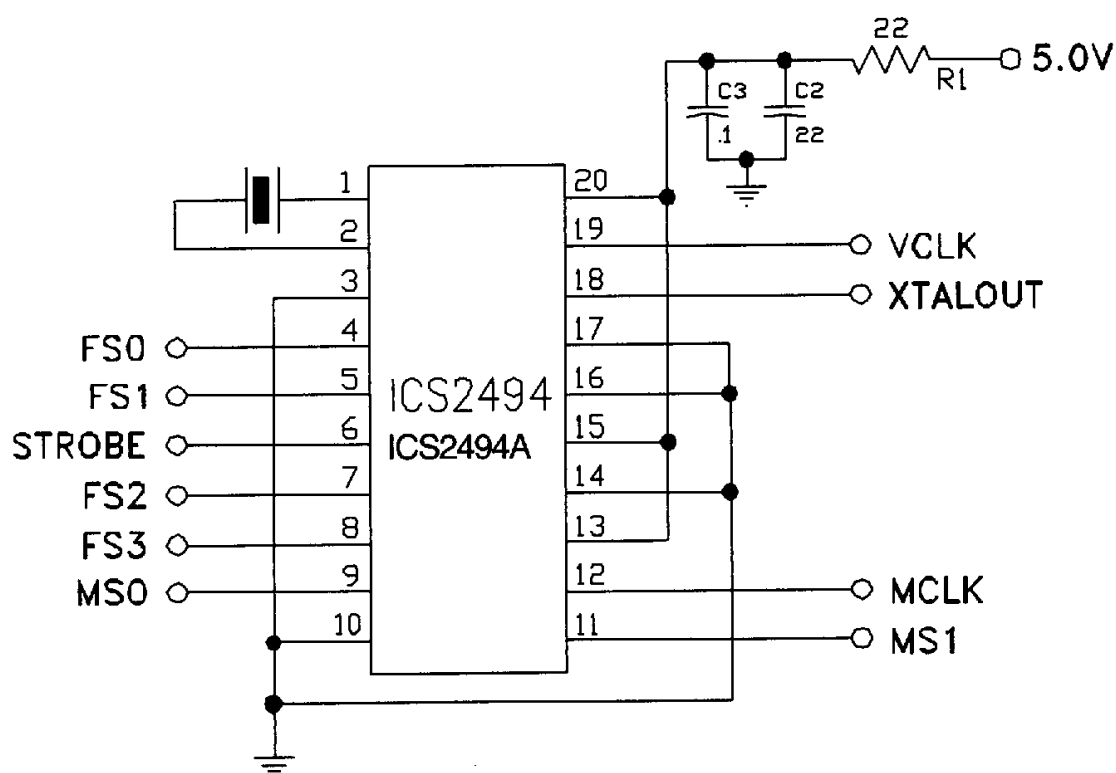 22
5.0V
R1
C3
C2
.1
22
1
20
2
19
VCLK
3
18
XTALOUT
FS0
4
17
FS1
5
ICS2494
16
STROBE
6
ICS2494A
15
FS2
7
14
FS3
8
13
MS0
9
12
MCLK
10
11
MS1